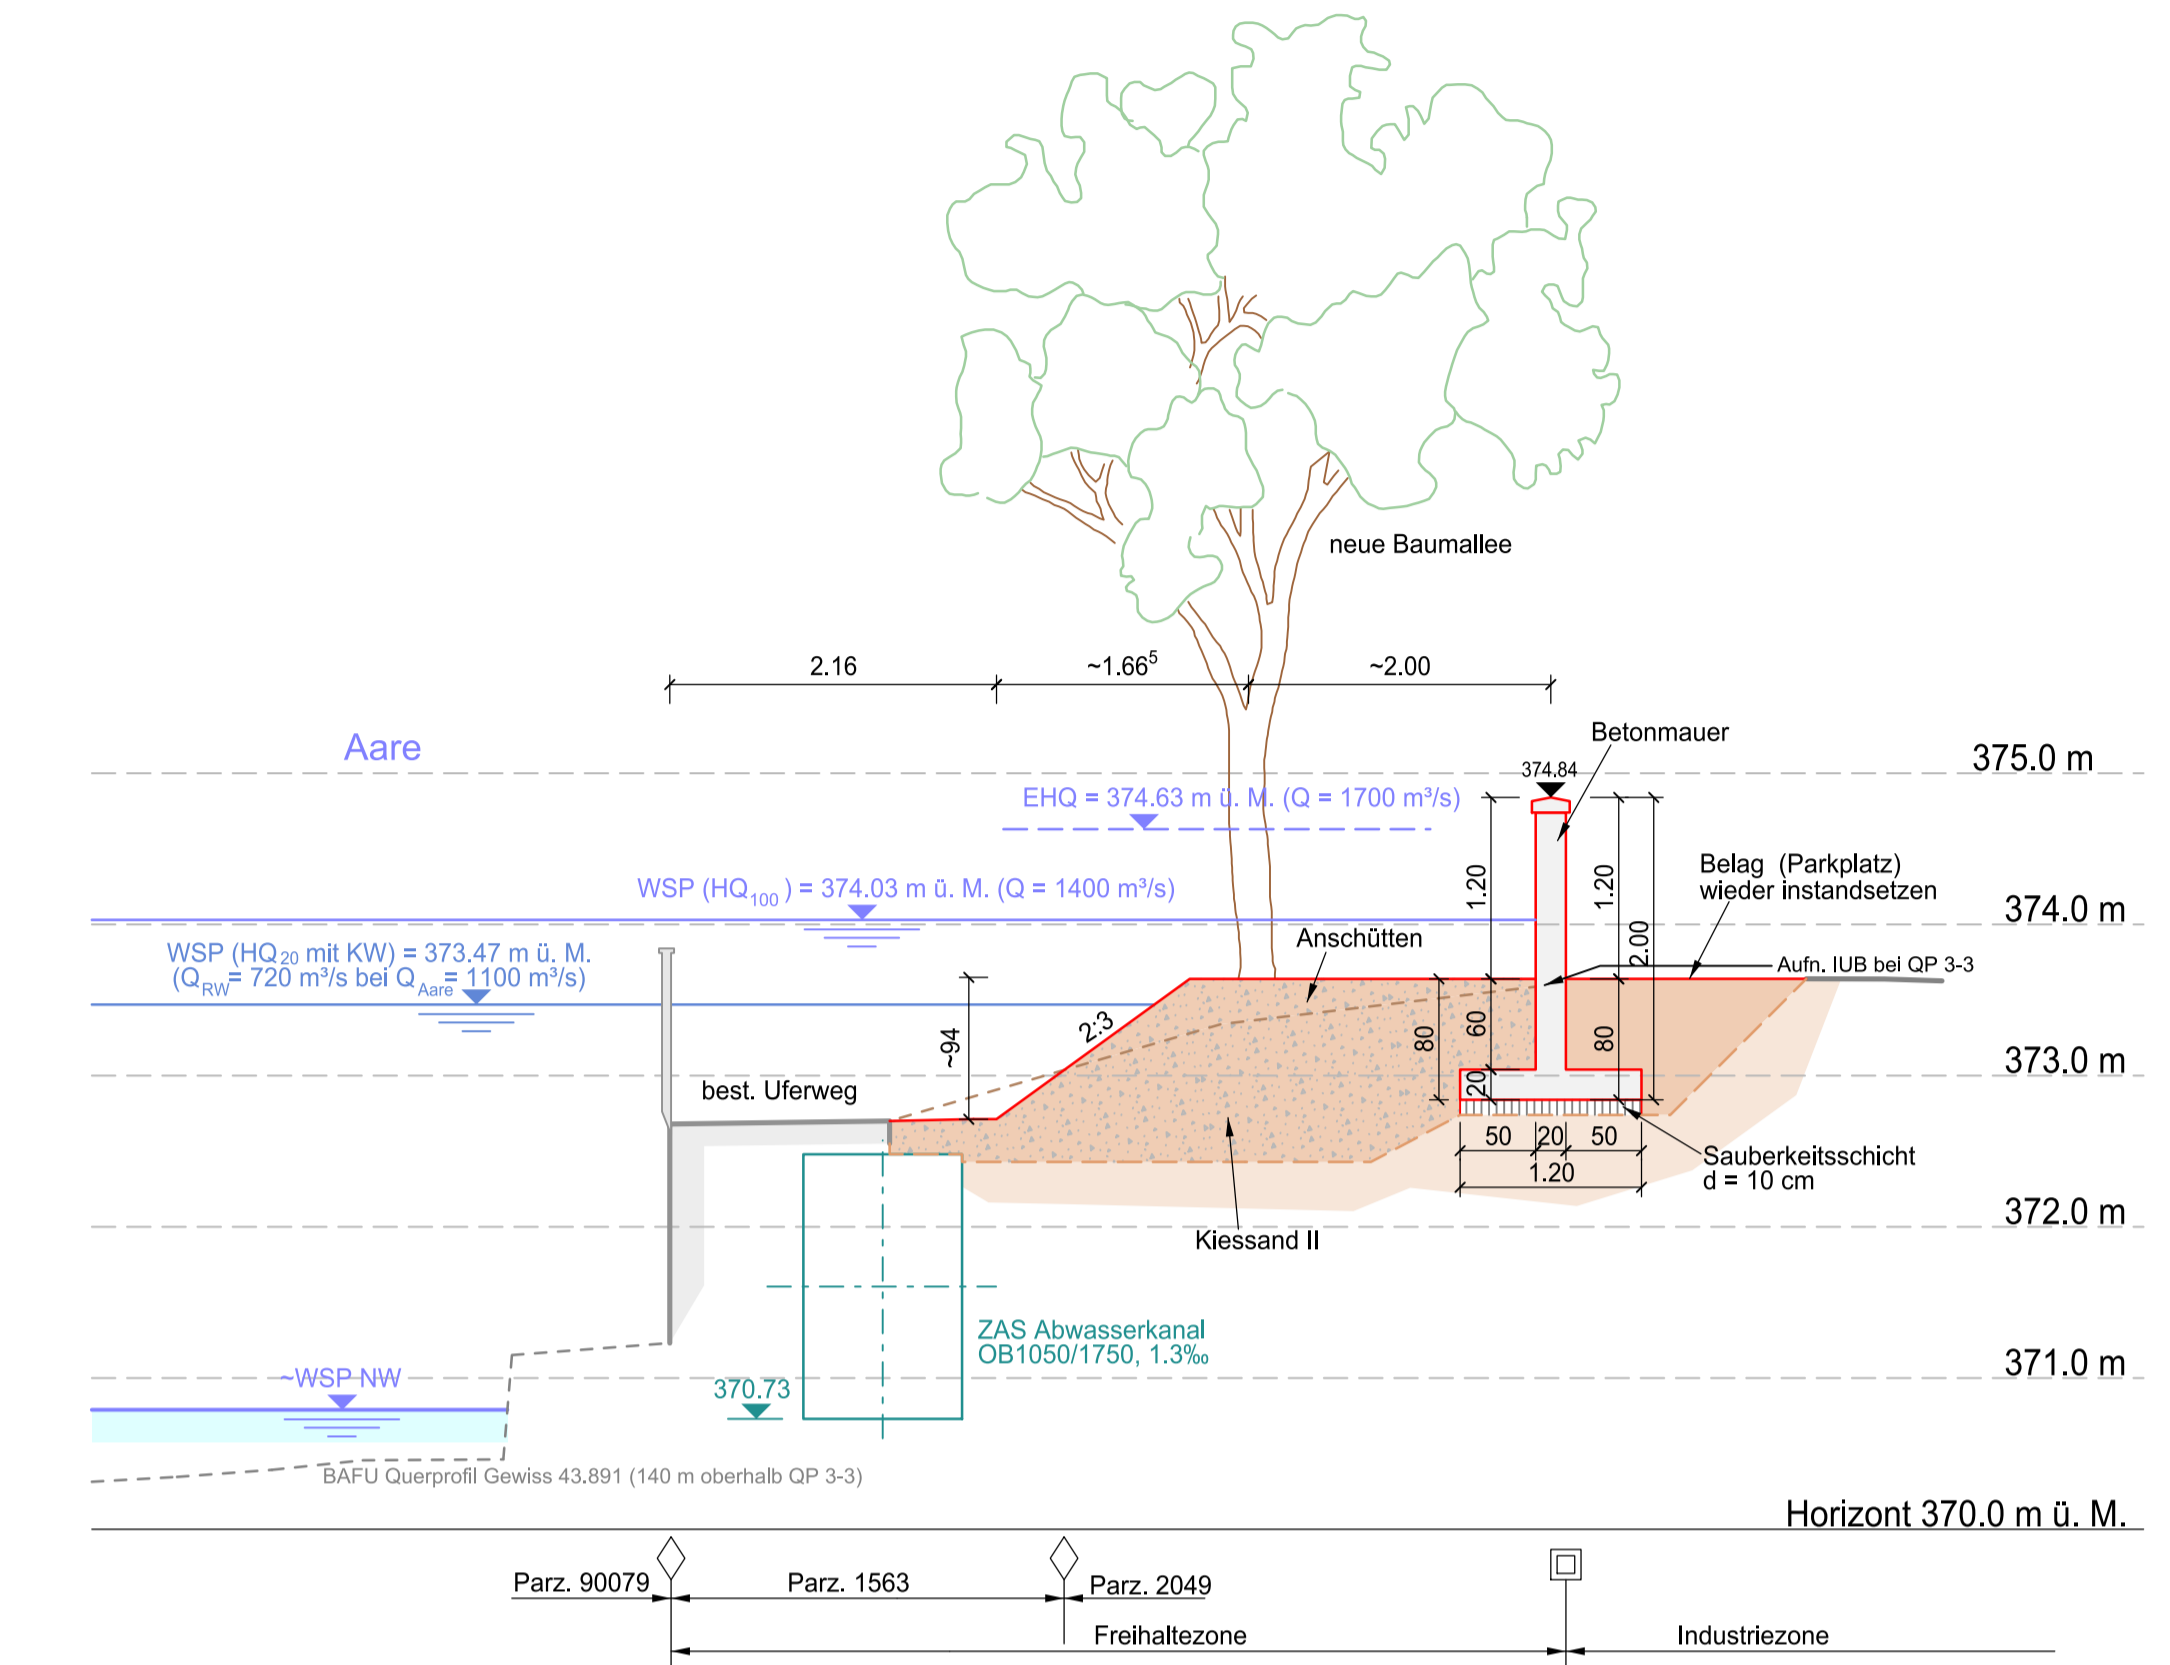 neue Baumallee
2.16
~1.66⁵
~2.00
Aare
Betonmauer
375.0 m
374.84
EHQ = 374.63 m ü. M. (Q = 1700 m³/s)
WSP (HQ₁₀₀ ) = 374.03 m ü. M. (Q = 1400 m³/s)
1.20
1.20
2.00
Belag (Parkplatz)
wieder instandsetzen
374.0 m
WSP (HQ₂₀ mit KW) = 373.47 m ü. M.
(Q_RW = 720 m³/s bei Q_Aare = 1100 m³/s)
Anschütten
Aufn. IUB bei QP 3-3
2:3
~94
80
60
20
80
373.0 m
best. Uferweg
50
20
50
1.20
Sauberkeitsschicht
d = 10 cm
372.0 m
Kiessand II
ZAS Abwasserkanal
OB1050/1750, 1.3‰
371.0 m
~WSP NW
370.73
BAFU Querprofil Gewiss 43.891 (140 m oberhalb QP 3-3)
Horizont 370.0 m ü. M.
Parz. 90079
Parz. 1563
Parz. 2049
Freihaltezone
Industriezone